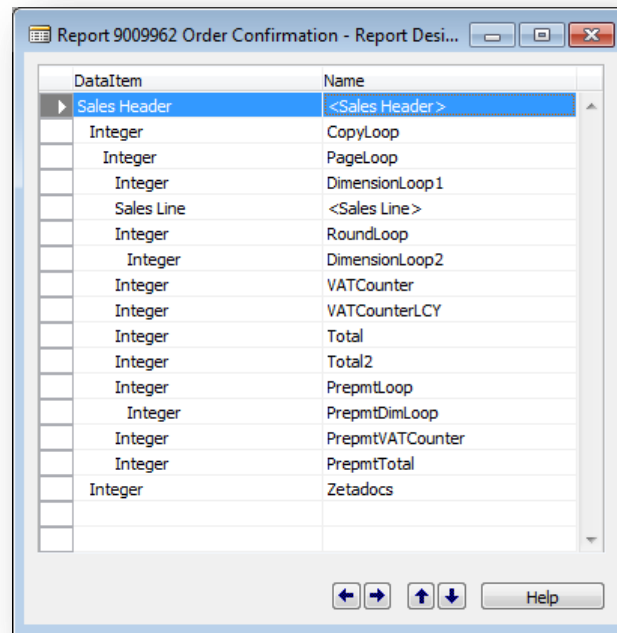 Report 9009962 Order Confirmation - Report Desi...
DataItem Name
Sales Header <Sales Header>
Integer CopyLoop
Integer PageLoop
Integer DimensionLoop1
Sales Line <Sales Line>
Integer RoundLoop
Integer DimensionLoop2
Integer VATCounter
Integer VATCounterLCY
Integer Total
Integer Total2
Integer PrepmtLoop
Integer PrepmtDimLoop
Integer PrepmtVATCounter
Integer PrepmtTotal
Integer Zetadocs
Help